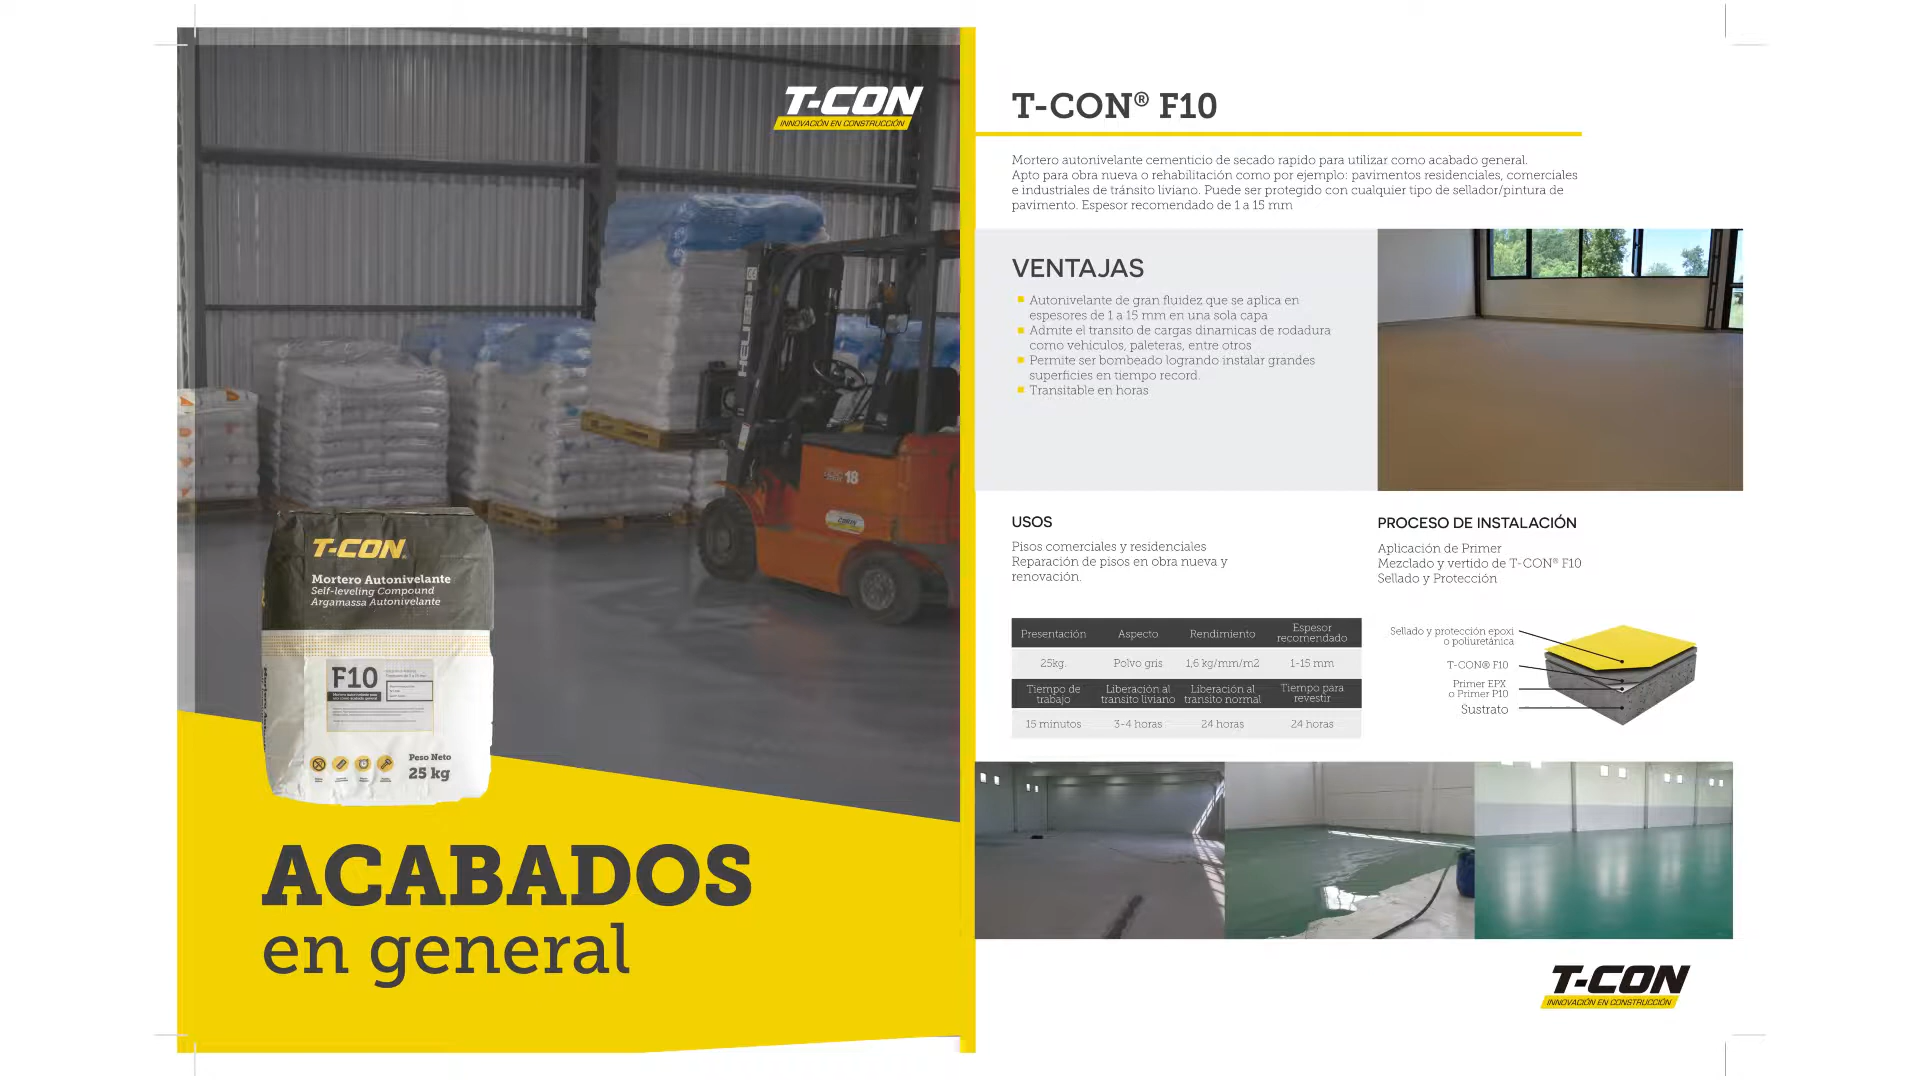 T-CON
INNOVACIÓN EN CONSTRUCCIÓN
HELI
18
T-CON
Mortero Autonivelante
Self-leveling Compound
Argamassa Autonivelante
F10
Peso Neto
25 kg
ACABADOS
en general
T-CON® F10
Mortero autonivelante cementicio de secado rapido para utilizar como acabado general.
Apto para obra nueva o rehabilitación como por ejemplo: pavimentos residenciales, comerciales
e industriales de tránsito liviano. Puede ser protegido con cualquier tipo de sellador/pintura de
pavimento. Espesor recomendado de 1 a 15 mm
VENTAJAS
Autonivelante de gran fluidez que se aplica en
espesores de 1 a 15 mm en una sola capa
Admite el transito de cargas dinamicas de rodadura
como vehiculos, paleteras, entre otros
Permite ser bombeado logrando instalar grandes
superficies en tiempo record.
Transitable en horas
USOS
Pisos comerciales y residenciales
Reparación de pisos en obra nueva y
renovación.
PROCESO DE INSTALACIÓN
Aplicación de Primer
Mezclado y vertido de T-CON® F10
Sellado y Protección
Presentación Aspecto Rendimiento Espesor recomendado
25kg. Polvo gris 1,6 kg/mm/m2 1-15 mm
Tiempo de trabajo Liberación al transito liviano Liberación al transito normal Tiempo para revestir
15 minutos 3-4 horas 24 horas 24 horas
Sellado y protección epoxi
o poliuretánica
T-CON® F10
Primer EPX
o Primer P10
Sustrato
T-CON
INNOVACIÓN EN CONSTRUCCIÓN